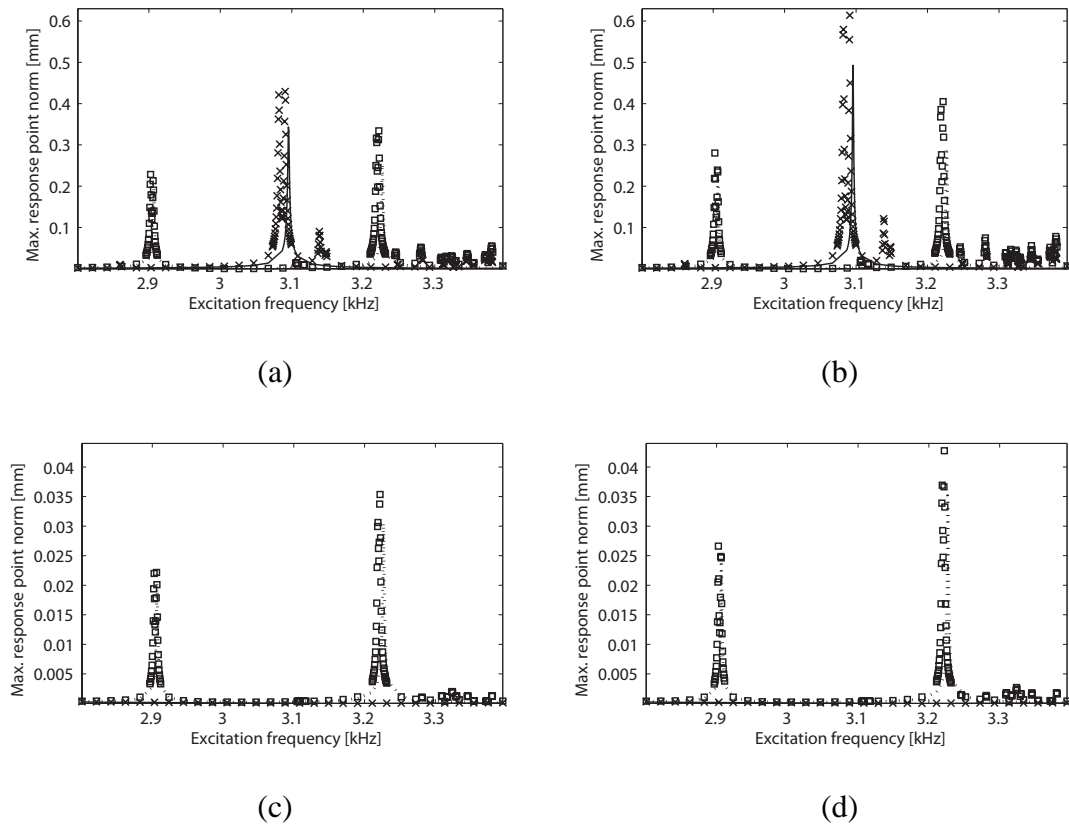 0.6
0.5
0.4
0.3
0.2
0.1
Max. response point norm [mm]
2.9 3 3.1 3.2 3.3
Excitation frequency [kHz]
(a)
0.6
0.5
0.4
0.3
0.2
0.1
Max. response point norm [mm]
2.9 3 3.1 3.2 3.3
Excitation frequency [kHz]
(b)
0.04
0.035
0.03
0.025
0.02
0.015
0.01
0.005
Max. response point norm [mm]
2.9 3 3.1 3.2 3.3
Excitation frequency [kHz]
(c)
0.04
0.035
0.03
0.025
0.02
0.015
0.01
0.005
Max. response point norm [mm]
2.9 3 3.1 3.2 3.3
Excitation frequency [kHz]
(d)